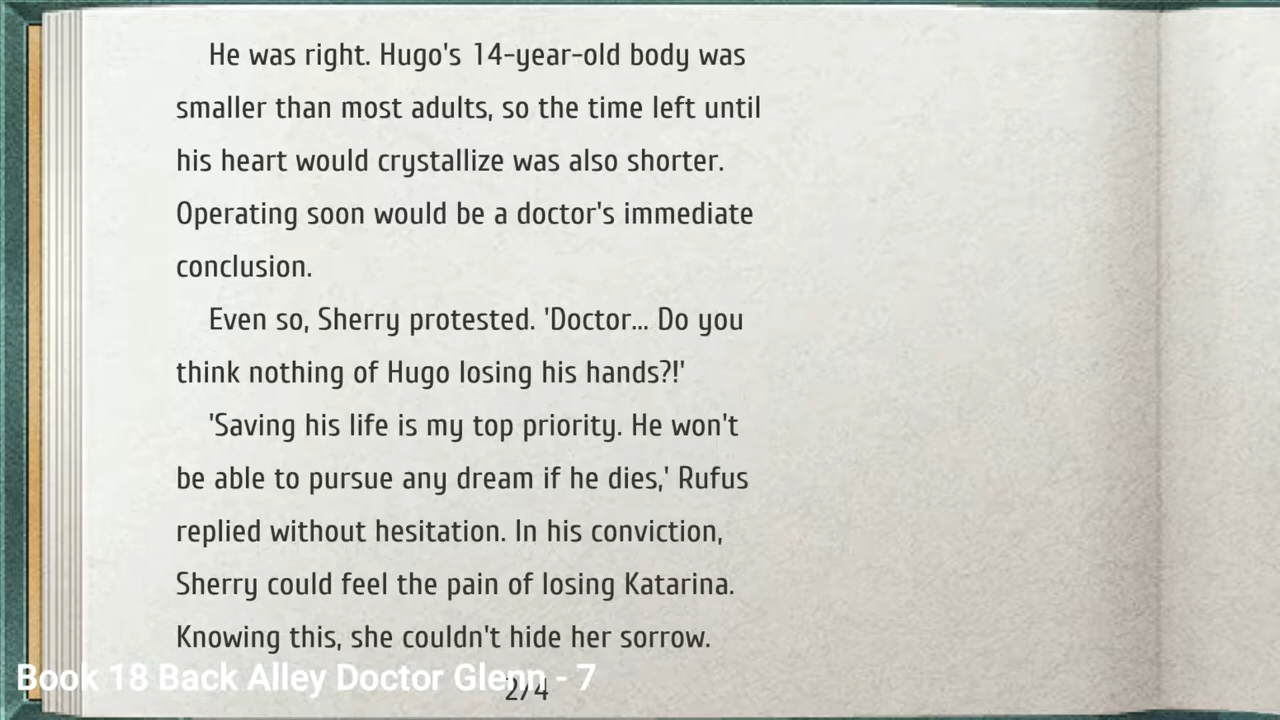 He was right. Hugo's 14-year-old body was
smaller than most adults, so the time left until
his heart would crystallize was also shorter.
Operating soon would be a doctor's immediate
conclusion.
Even so, Sherry protested. 'Doctor... Do you
think nothing of Hugo losing his hands?!'
'Saving his life is my top priority. He won't
be able to pursue any dream if he dies,' Rufus
replied without hesitation. In his conviction,
Sherry could feel the pain of losing Katarina.
Knowing this, she couldn't hide her sorrow.
Book 18 Back Alley Doctor Glenn - 7
2/4